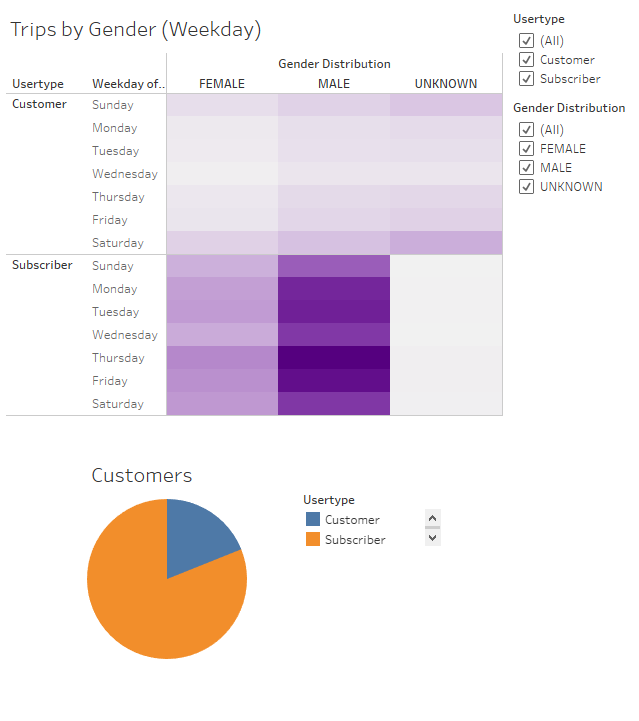 Trips by Gender (Weekday)
Gender Distribution
Usertype Weekday of.. FEMALE MALE UNKNOWN
Customer Sunday
Monday
Tuesday
Wednesday
Thursday
Friday
Saturday
Subscriber Sunday
Monday
Tuesday
Wednesday
Thursday
Friday
Saturday
Usertype
(All)
Customer
Subscriber
Gender Distribution
(All)
FEMALE
MALE
UNKNOWN
Customers
Usertype
Customer
Subscriber